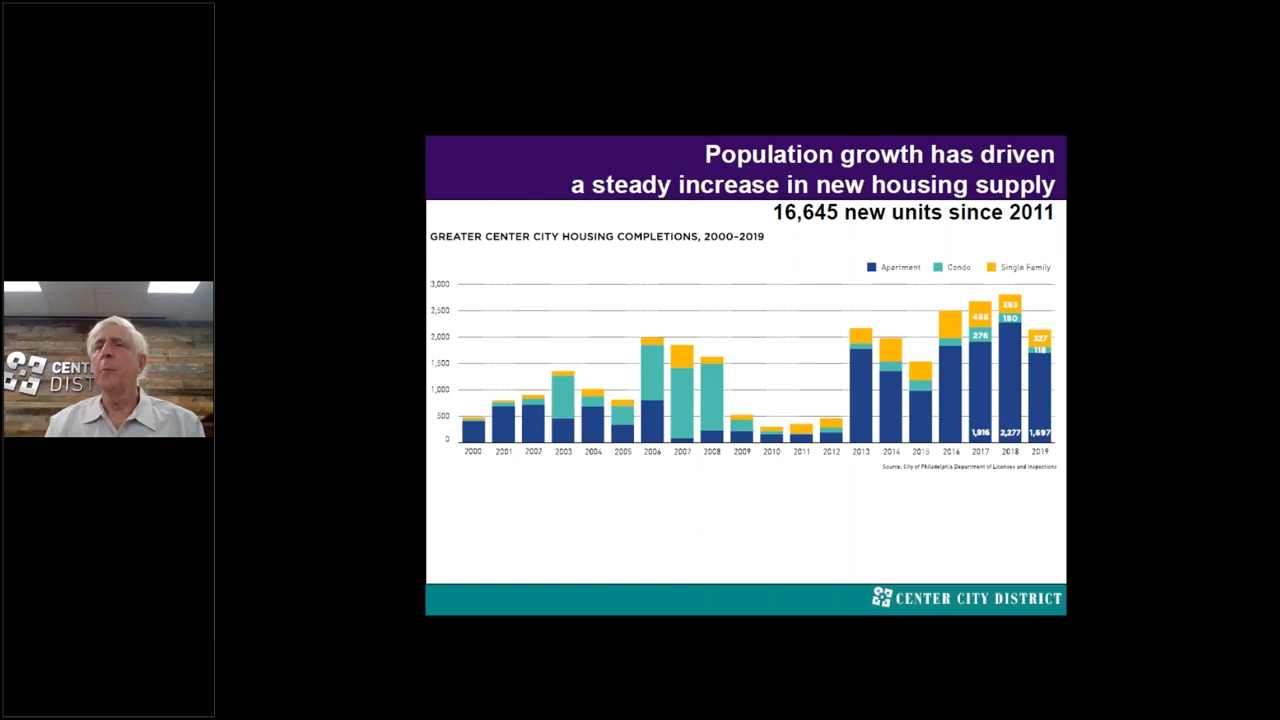 Population growth has driven
a steady increase in new housing supply
16,645 new units since 2011
GREATER CENTER CITY HOUSING COMPLETIONS, 2000–2019
Apartment Condo Single Family
3,000
2,500
2,000
1,500
1,000
500
0
488
276
1,916
353
180
2,277
327
118
1,697
2000 2001 2002 2003 2004 2005 2006 2007 2008 2009 2010 2011 2012 2013 2014 2015 2016 2017 2018 2019
Source: City of Philadelphia Department of Licenses and Inspections
CENTER CITY DISTRICT
CENT
DIST